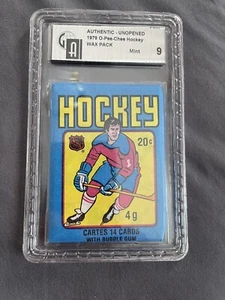 GAI
AUTHENTIC - UNOPENED
1979 O-Pee-Chee Hockey
WAX PACK
Mint
9
HOCKEY
20¢
4 g
CARTES 14 CARDS
WITH BUBBLE GUM